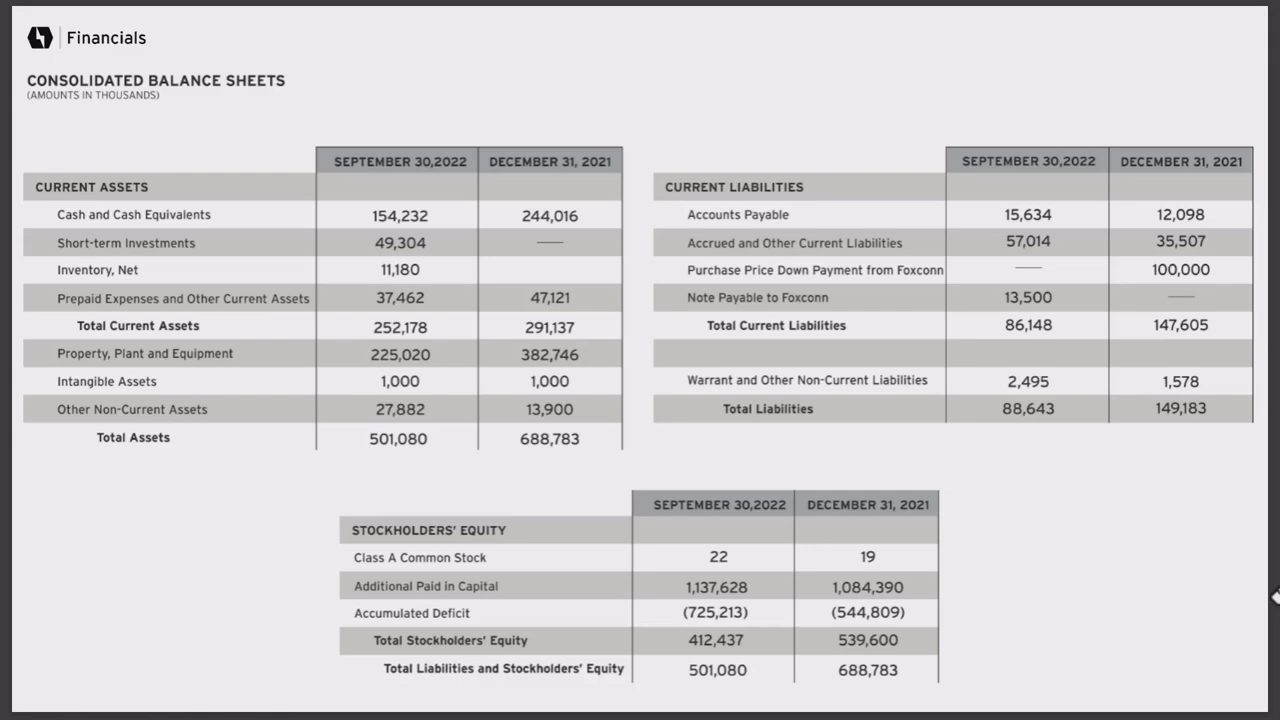 Financials
CONSOLIDATED BALANCE SHEETS
(AMOUNTS IN THOUSANDS)
SEPTEMBER 30,2022 DECEMBER 31, 2021
CURRENT ASSETS
Cash and Cash Equivalents 154,232 244,016
Short-term Investments 49,304 —
Inventory, Net 11,180
Prepaid Expenses and Other Current Assets 37,462 47,121
Total Current Assets 252,178 291,137
Property, Plant and Equipment 225,020 382,746
Intangible Assets 1,000 1,000
Other Non-Current Assets 27,882 13,900
Total Assets 501,080 688,783
SEPTEMBER 30,2022 DECEMBER 31, 2021
CURRENT LIABILITIES
Accounts Payable 15,634 12,098
Accrued and Other Current LIabilities 57,014 35,507
Purchase Price Down Payment from Foxconn — 100,000
Note Payable to Foxconn 13,500 —
Total Current Liabilities 86,148 147,605
Warrant and Other Non-Current Liabilities 2,495 1,578
Total Liabilities 88,643 149,183
SEPTEMBER 30,2022 DECEMBER 31, 2021
STOCKHOLDERS' EQUITY
Class A Common Stock 22 19
Additional Paid in Capital 1,137,628 1,084,390
Accumulated Deficit (725,213) (544,809)
Total Stockholders' Equity 412,437 539,600
Total Liabilities and Stockholders' Equity 501,080 688,783